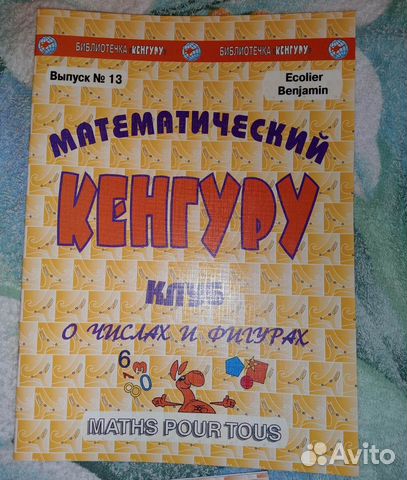 БИБЛИОТЕЧКА КЕНГУРУ БИБЛИОТЕЧКА КЕНГУРУ
Выпуск № 13
Ecolier
Benjamin
МАТЕМАТИЧЕСКИЙ
КЕНГУРУ
КЛУБ
О ЧИСЛАХ И ФИГУРАХ
MATHS POUR TOUS
Avito